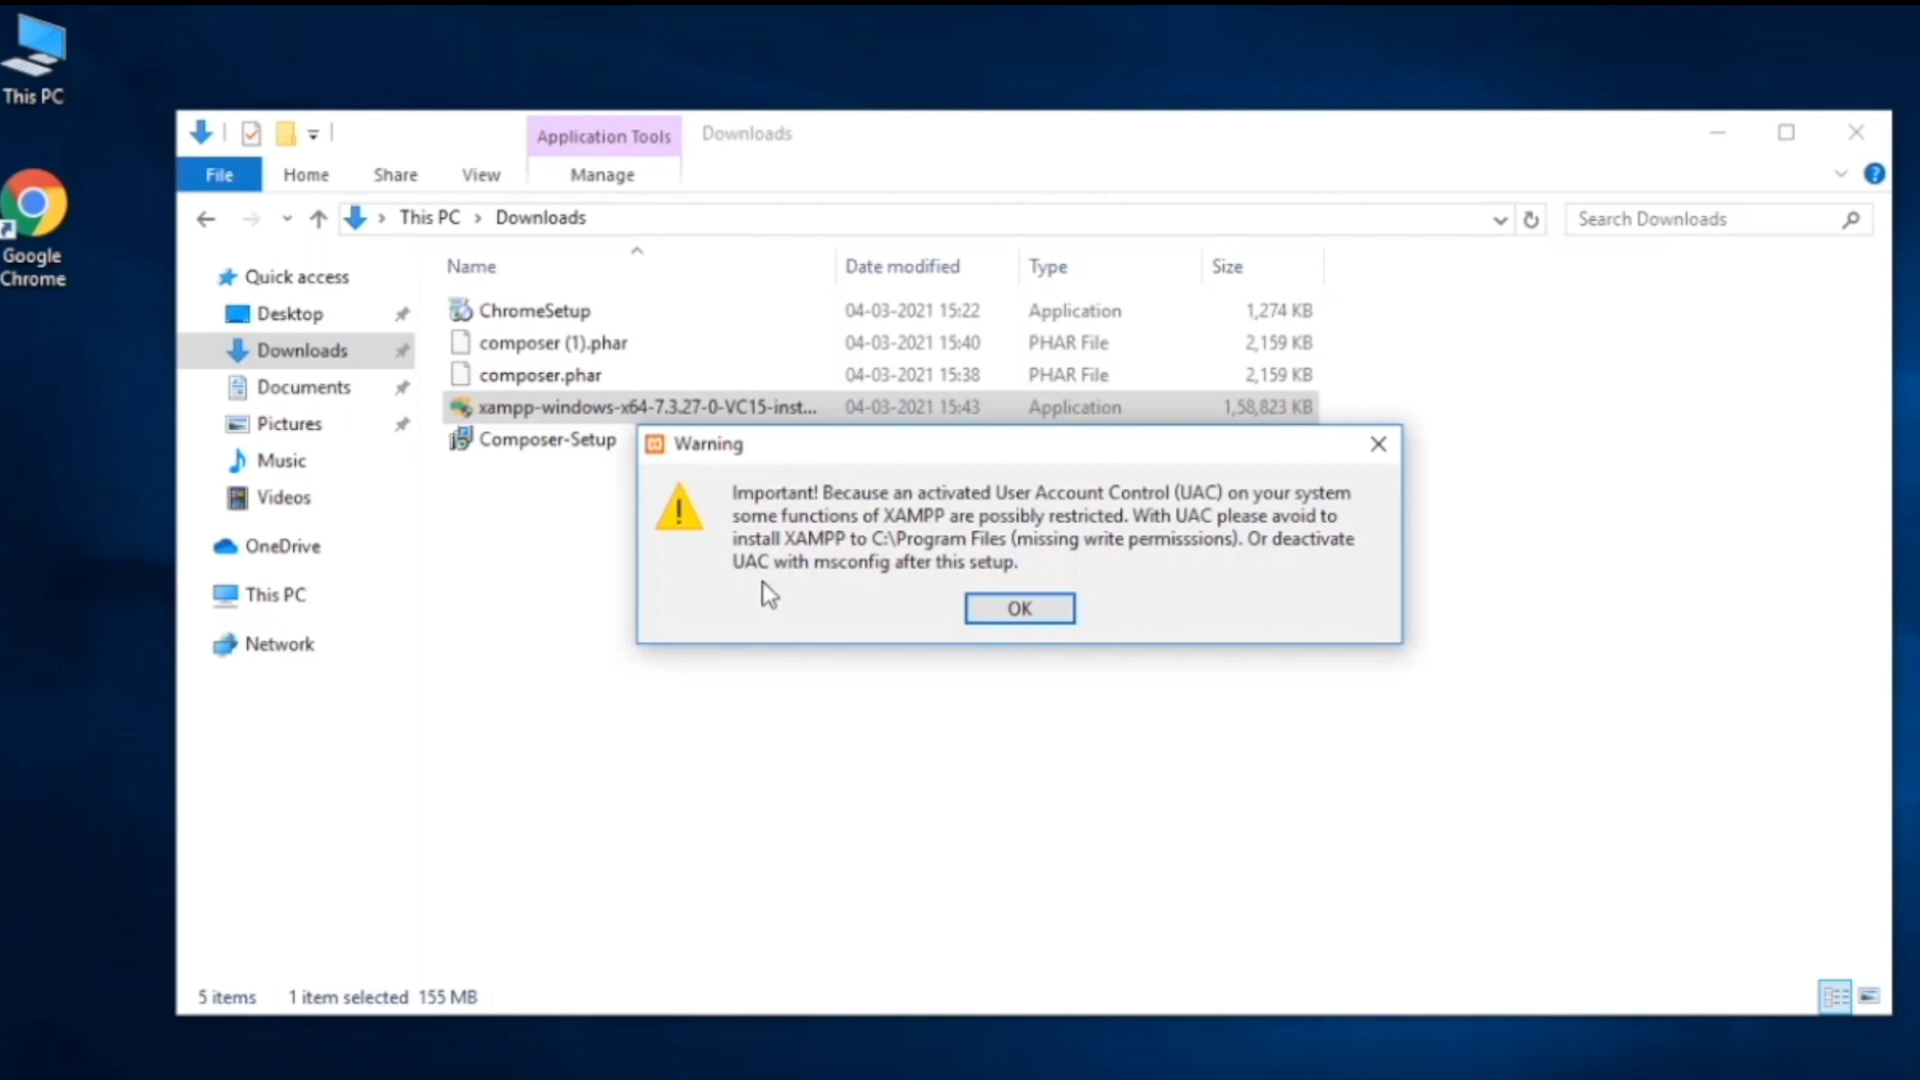 This PC
Google
Chrome
Application Tools
Downloads
File
Home
Share
View
Manage
This PC
Downloads
Search Downloads
Name
Date modified
Type
Size
Quick access
Desktop
Downloads
Documents
Pictures
Music
Videos
OneDrive
This PC
Network
ChromeSetup 04-03-2021 15:22 Application 1,274 KB
composer (1).phar 04-03-2021 15:40 PHAR File 2,159 KB
composer.phar 04-03-2021 15:38 PHAR File 2,159 KB
xampp-windows-x64-7.3.27-0-VC15-inst... 04-03-2021 15:43 Application 1,58,823 KB
Composer-Setup
Warning
Important! Because an activated User Account Control (UAC) on your system
some functions of XAMPP are possibly restricted. With UAC please avoid to
install XAMPP to C:\Program Files (missing write permisssions). Or deactivate
UAC with msconfig after this setup.
OK
5 items 1 item selected 155 MB